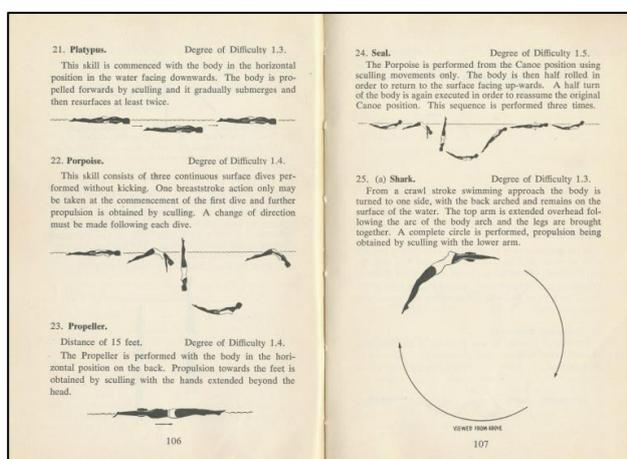 21. Platypus. Degree of Difficulty 1.3.
This skill is commenced with the body in the horizontal
position in the water facing downwards. The body is pro-
pelled forwards by sculling and it gradually submerges and
then resurfaces at least twice.
22. Porpoise. Degree of Difficulty 1.4.
This skill consists of three continuous surface dives per-
formed without kicking. One breaststroke action only may
be taken at the commencement of the first dive and further
propulsion is obtained by sculling. A change of direction
must be made following each dive.
23. Propeller.
Distance of 15 feet. Degree of Difficulty 1.4.
The Propeller is performed with the body in the hori-
zontal position on the back. Propulsion towards the feet is
obtained by sculling with the hands extended beyond the
head.
106
24. Seal. Degree of Difficulty 1.5.
The Porpoise is performed from the Canoe position using
sculling movements only. The body is then half rolled in
order to return to the surface facing up-wards. A half turn
of the body is again executed in order to reassume the original
Canoe position. This sequence is performed three times.
25. (a) Shark. Degree of Difficulty 1.3.
From a crawl stroke swimming approach the body is
turned to one side, with the back arched and remains on the
surface of the water. The top arm is extended overhead fol-
lowing the arc of the body arch and the legs are brought
together. A complete circle is performed, propulsion being
obtained by sculling with the lower arm.
VIEWED FROM ABOVE
107